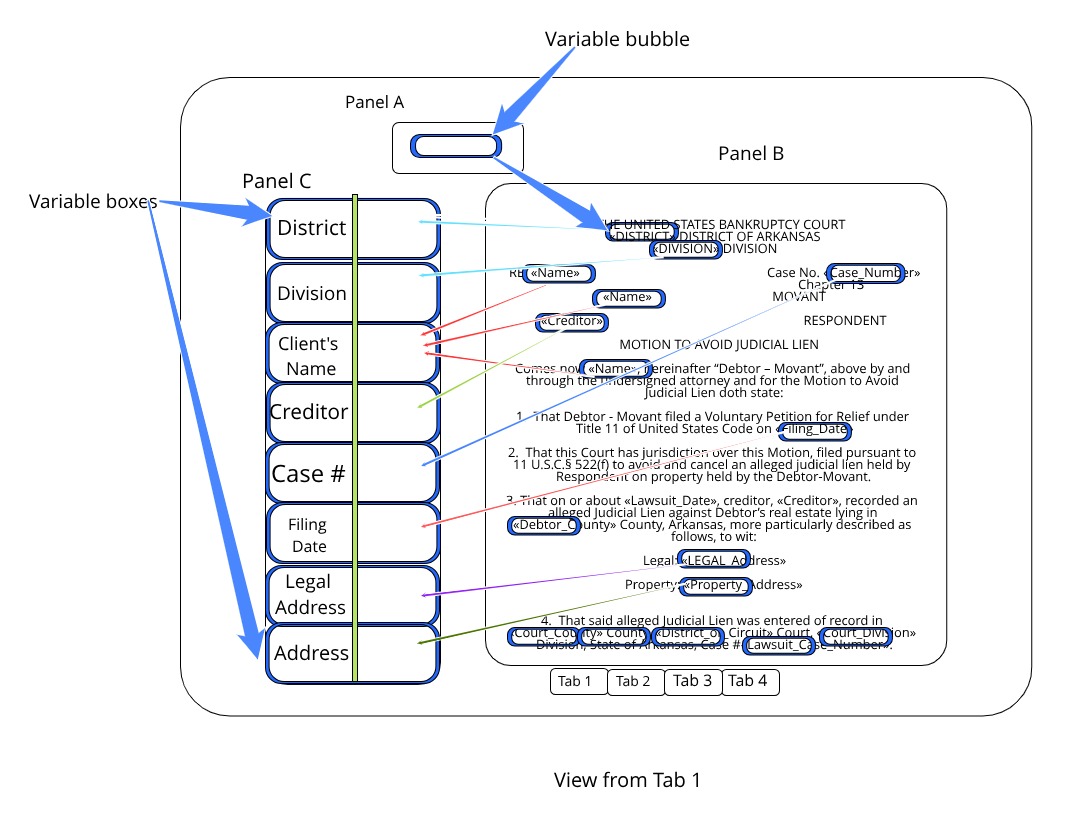 Variable bubble
Panel A
Panel B
Panel C
Variable boxes
District
Division
Client's
Name
Creditor
Case #
Filing
Date
Legal
Address
Address
HE UNITED STATES BANKRUPTCY COURT
«DISTRICT» DISTRICT OF ARKANSAS
«DIVISION» DIVISION
RE «Name»
Case No. «Case_Number»
Chapter 13
«Name»
MOVANT
«Creditor»
RESPONDENT
MOTION TO AVOID JUDICIAL LIEN
Comes now «Name», hereinafter “Debtor – Movant”, above by and
through the undersigned attorney and for the Motion to Avoid
Judicial Lien doth state:
1. That Debtor - Movant filed a Voluntary Petition for Relief under
Title 11 of United States Code on «Filing_Date»
2. That this Court has jurisdiction over this Motion, filed pursuant to
11 U.S.C.§ 522(f) to avoid and cancel an alleged judicial lien held by
Respondent on property held by the Debtor-Movant.
3. That on or about «Lawsuit_Date», creditor, «Creditor», recorded an
alleged Judicial Lien against Debtor's real estate lying in
«Debtor_County» County, Arkansas, more particularly described as
follows, to wit:
Legal: «LEGAL_Address»
Property: «Property_Address»
4. That said alleged Judicial Lien was entered of record in
«Court_County» County «District_of_Circuit» Court, «Court_Division»
Division, State of Arkansas, Case #: «Lawsuit_Case_Number».
Tab 1
Tab 2
Tab 3
Tab 4
View from Tab 1